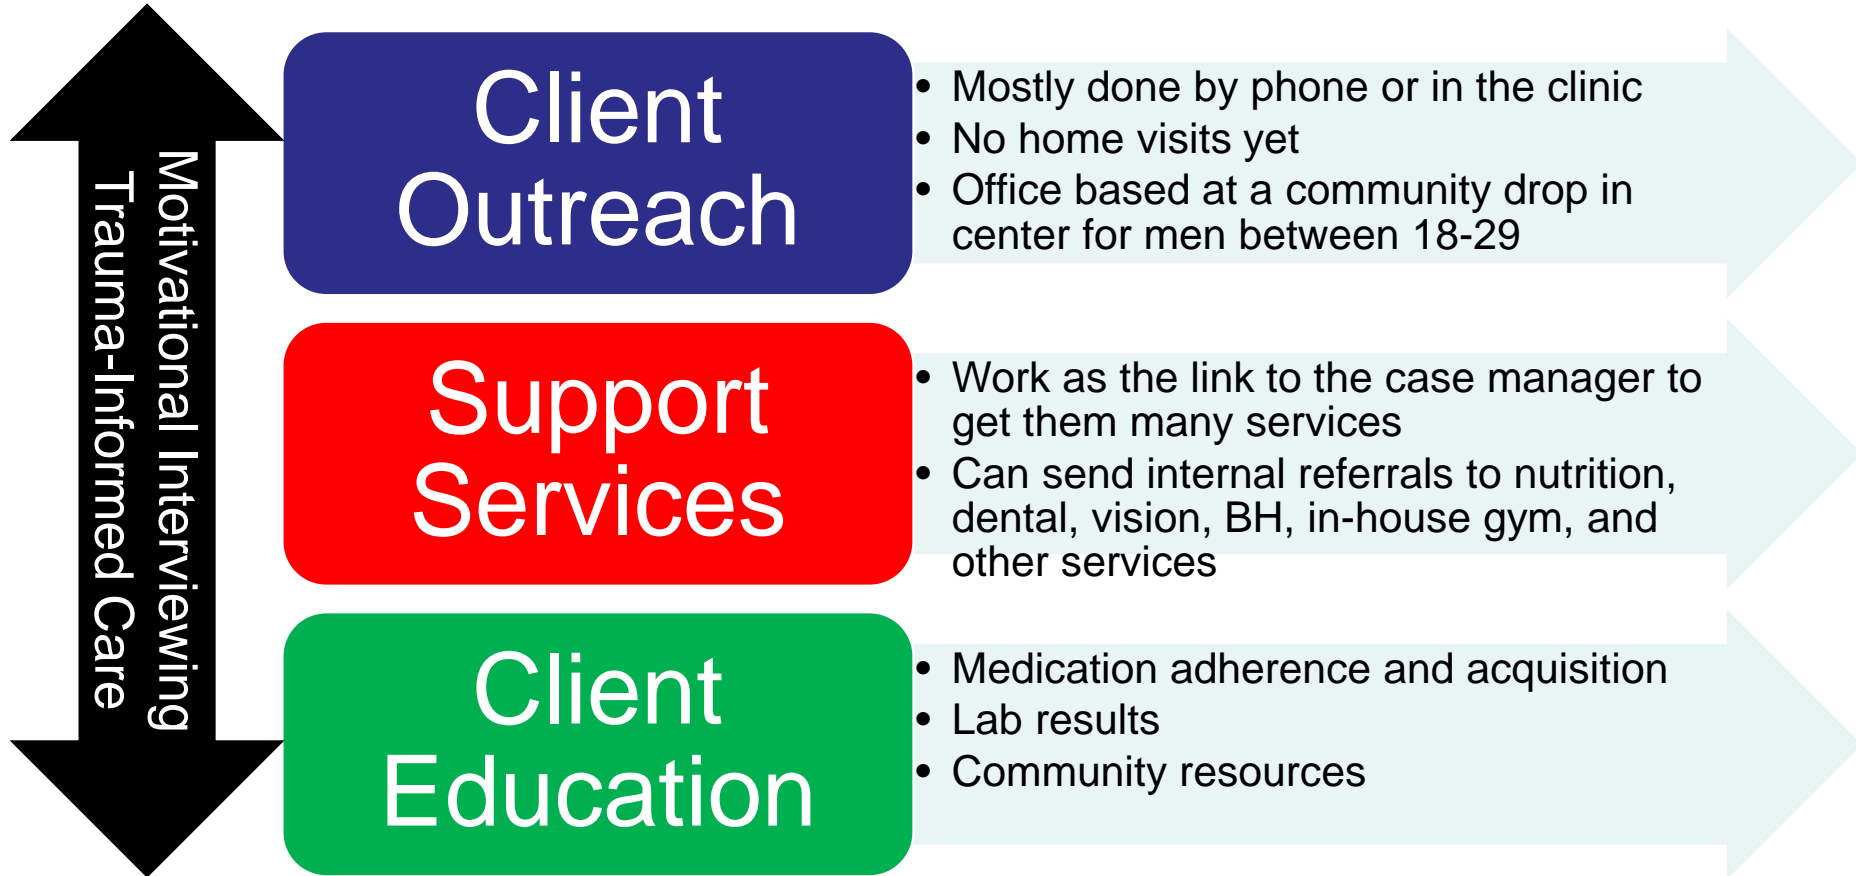 Motivational Interviewing
Trauma-Informed Care
Client
Outreach
• Mostly done by phone or in the clinic
• No home visits yet
• Office based at a community drop in
center for men between 18-29
Support
Services
• Work as the link to the case manager to
get them many services
• Can send internal referrals to nutrition,
dental, vision, BH, in-house gym, and
other services
Client
Education
• Medication adherence and acquisition
• Lab results
• Community resources